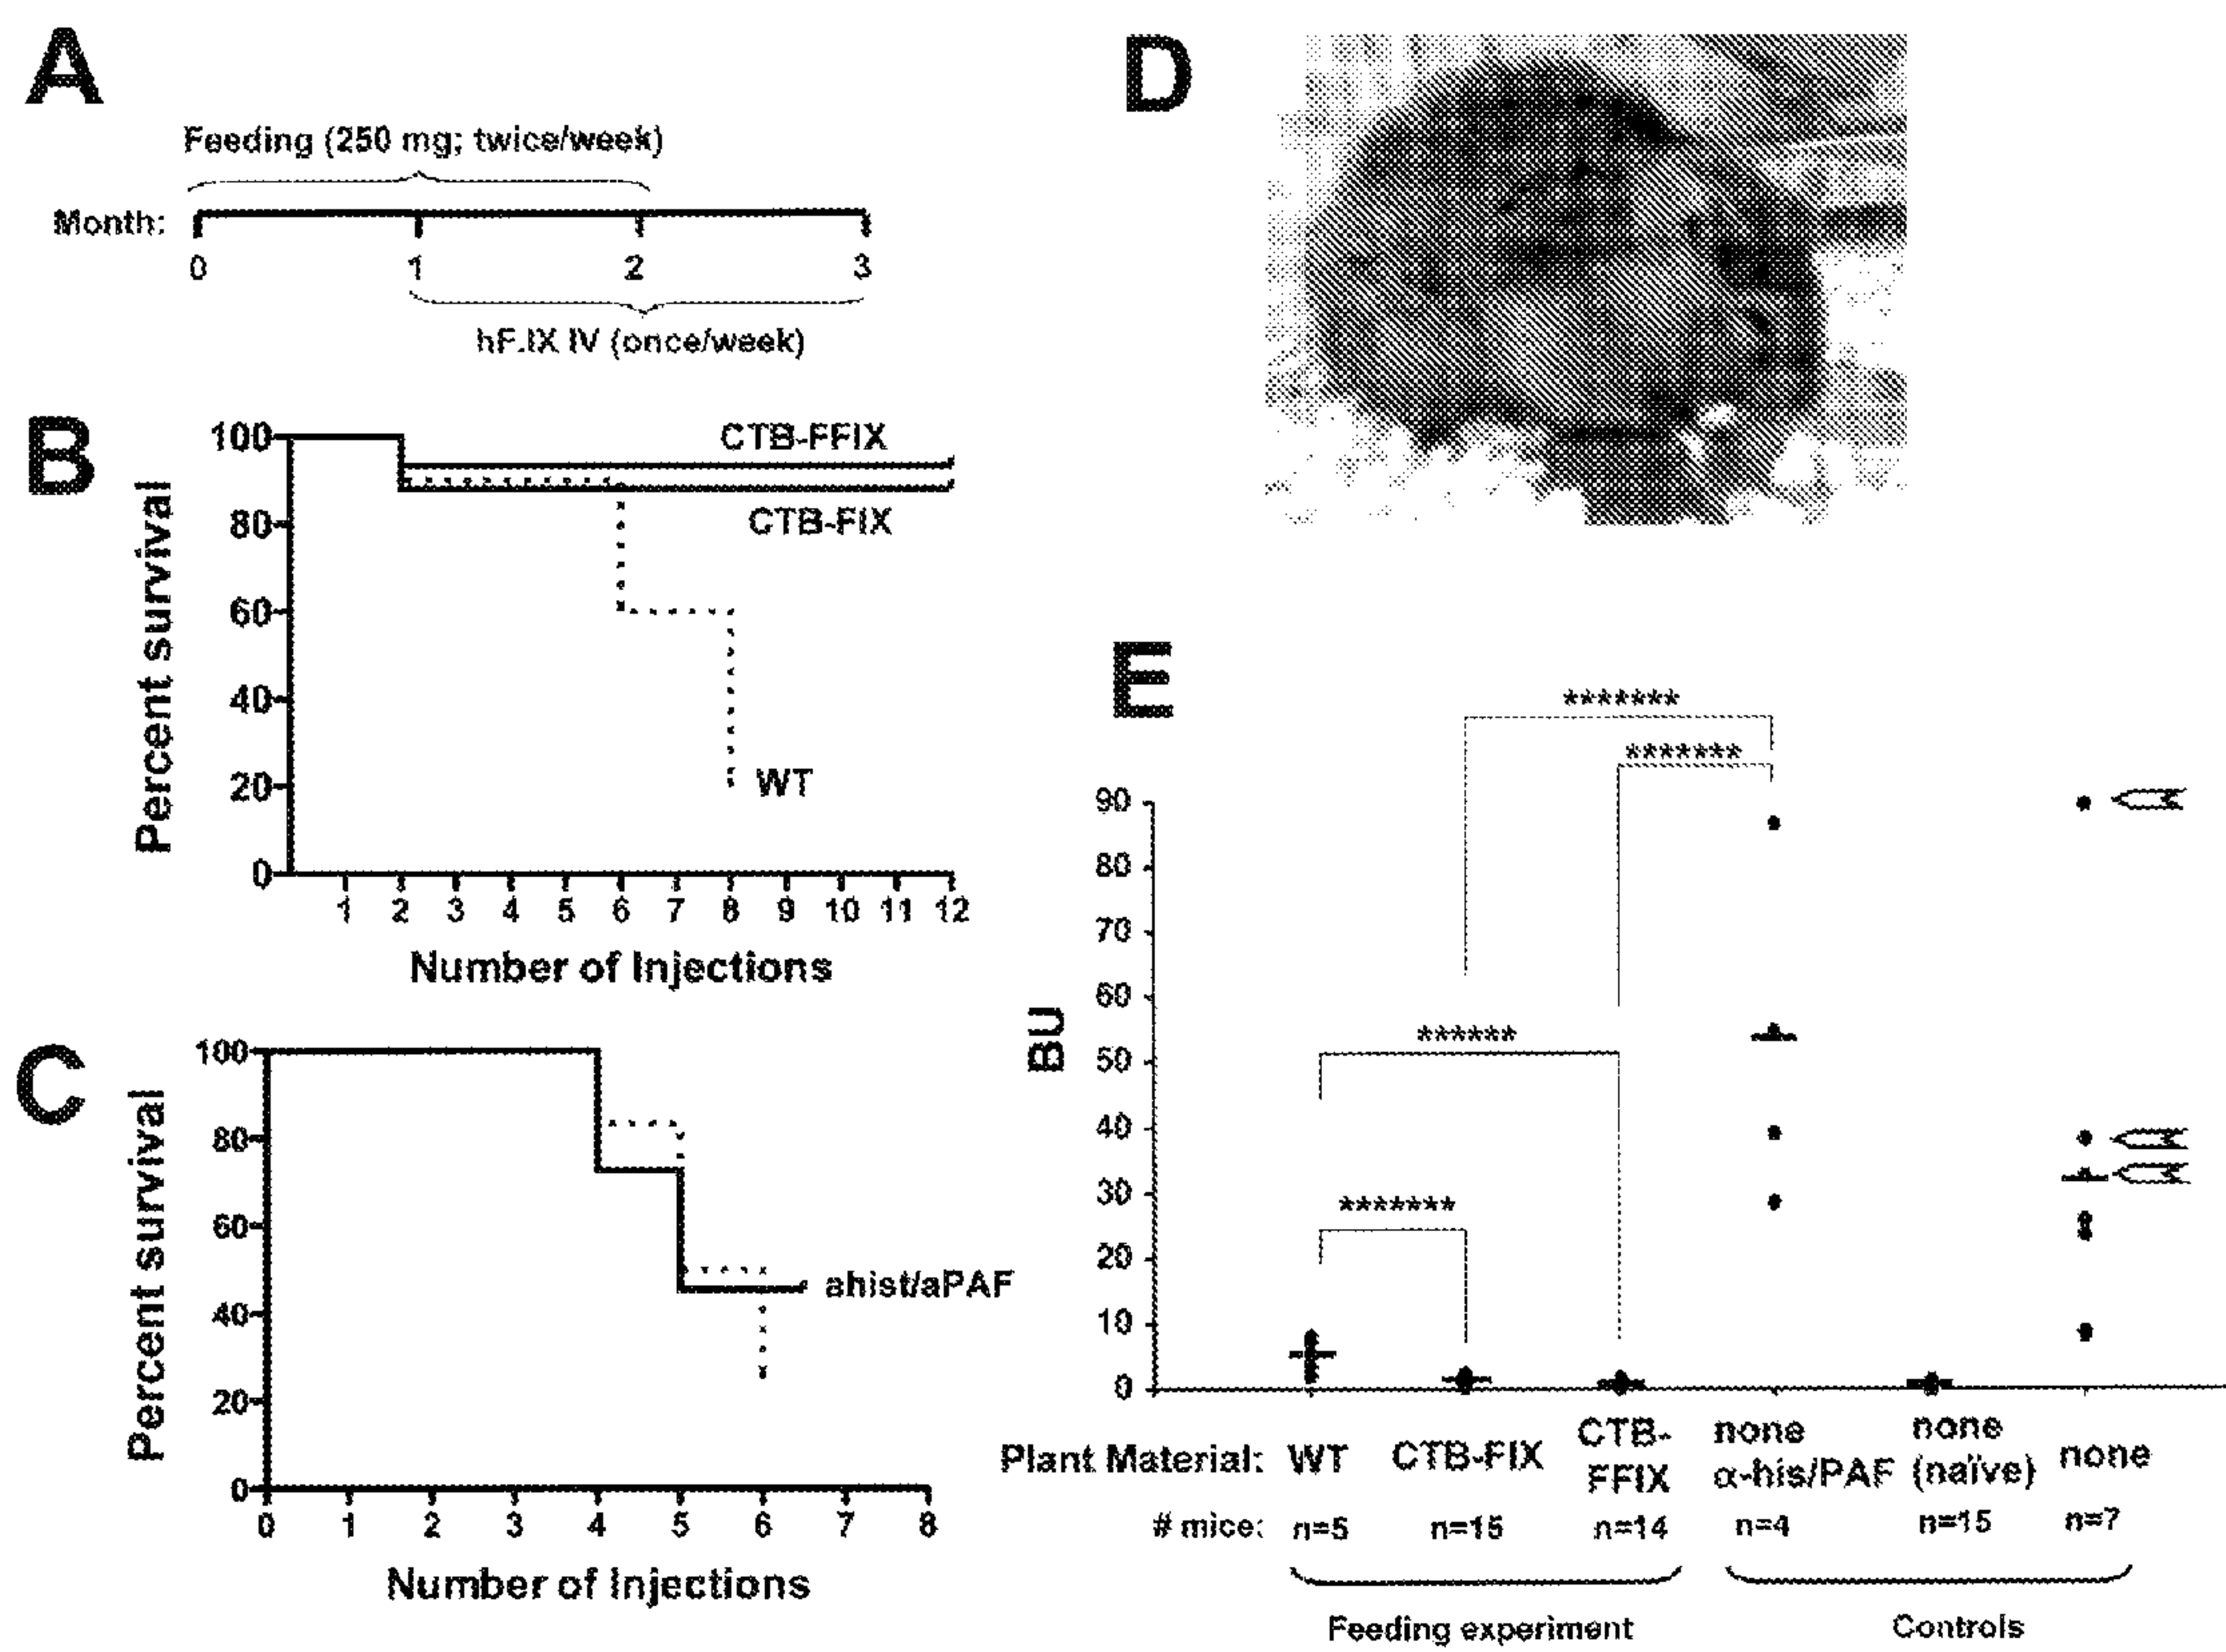 A
Feeding (250 mg; twice/week)
Month:
0 1 2 3
hF.IX IV (once/week)
B
Percent survival
100
80
60
40
20
0
CTB-FFIX
CTB-FIX
WT
1 2 3 4 5 6 7 8 9 10 11 12
Number of Injections
C
Percent survival
100
80
60
40
20
0
ahist/aPAF
0 1 2 3 4 5 6 7 8
Number of Injections
D
E
*******
*******
******
*******
BU
90
80
70
60
50
40
30
20
10
0
Plant Material: WT CTB-FIX CTB-FFIX none α-his/PAF none (naïve) none
# mice: n=5 n=15 n=14 n=4 n=15 n=7
Feeding experiment Controls